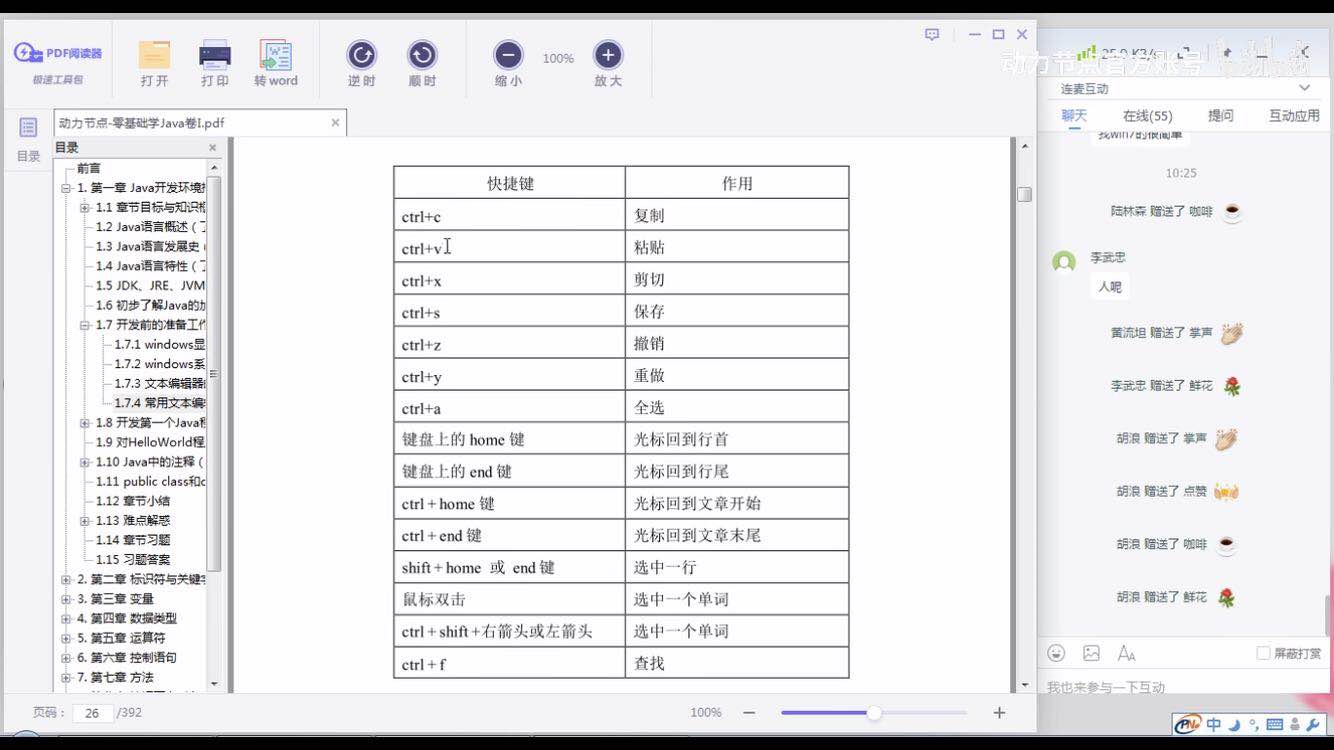 PDF阅读器
极速工具包
打开
打印
转word
逆时
顺时
缩小
100%
放大
动力节点官方账号
动力节点-零基础学Java卷I.pdf
目录
目录
前言
1. 第一章 Java开发环境
1.1 章节目标与知识
1.2 Java语言概述（
1.3 Java语言发展史
1.4 Java语言特性（
1.5 JDK、JRE、JVM
1.6 初步了解Java的
1.7 开发前的准备工作
1.7.1 windows显
1.7.2 windows系
1.7.3 文本编辑器
1.7.4 常用文本编
1.8 开发第一个Java程
1.9 对HelloWorld程
1.10 Java中的注释（
1.11 public class和c
1.12 章节小结
1.13 难点解惑
1.14 章节习题
1.15 习题答案
2. 第二章 标识符与关键字
3. 第三章 变量
4. 第四章 数据类型
5. 第五章 运算符
6. 第六章 控制语句
7. 第七章 方法
快捷键 作用
ctrl+c 复制
ctrl+v 粘贴
ctrl+x 剪切
ctrl+s 保存
ctrl+z 撤销
ctrl+y 重做
ctrl+a 全选
键盘上的 home 键 光标回到行首
键盘上的 end 键 光标回到行尾
ctrl + home 键 光标回到文章开始
ctrl + end 键 光标回到文章末尾
shift + home 或 end 键 选中一行
鼠标双击 选中一个单词
ctrl + shift +右箭头或左箭头 选中一个单词
ctrl + f 查找
页码： 26 /392
100%
连麦互动
聊天 在线(55) 提问 互动应用
找win7的很简单
10:25
陆林森 赠送了 咖啡
李武忠
人呢
黄流坦 赠送了 掌声
李武忠 赠送了 鲜花
胡浪 赠送了 掌声
胡浪 赠送了 点赞
胡浪 赠送了 咖啡
胡浪 赠送了 鲜花
屏蔽打赏
我也来参与一下互动
中